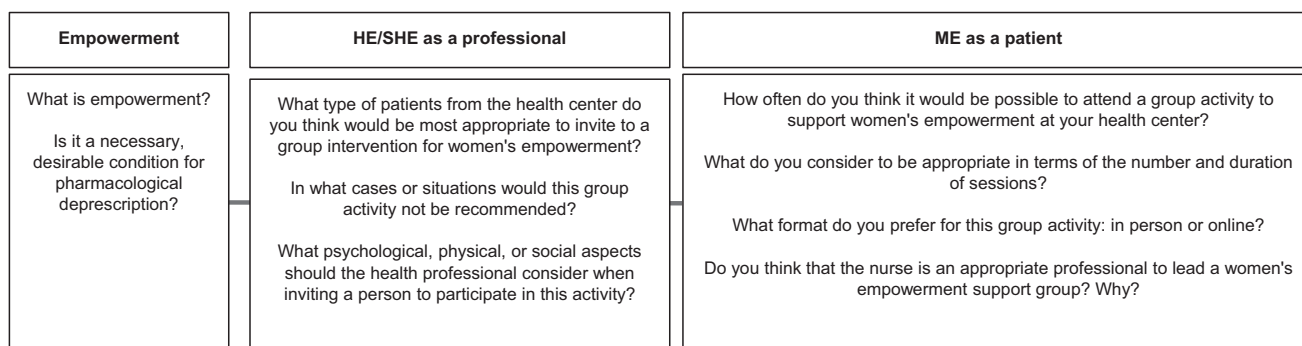 Empowerment
What is empowerment?
Is it a necessary,
desirable condition for
pharmacological
deprescription?
HE/SHE as a professional
What type of patients from the health center do
you think would be most appropriate to invite to a
group intervention for women's empowerment?
In what cases or situations would this group
activity not be recommended?
What psychological, physical, or social aspects
should the health professional consider when
inviting a person to participate in this activity?
ME as a patient
How often do you think it would be possible to attend a group activity to
support women's empowerment at your health center?
What do you consider to be appropriate in terms of the number and duration
of sessions?
What format do you prefer for this group activity: in person or online?
Do you think that the nurse is an appropriate professional to lead a women's
empowerment support group? Why?